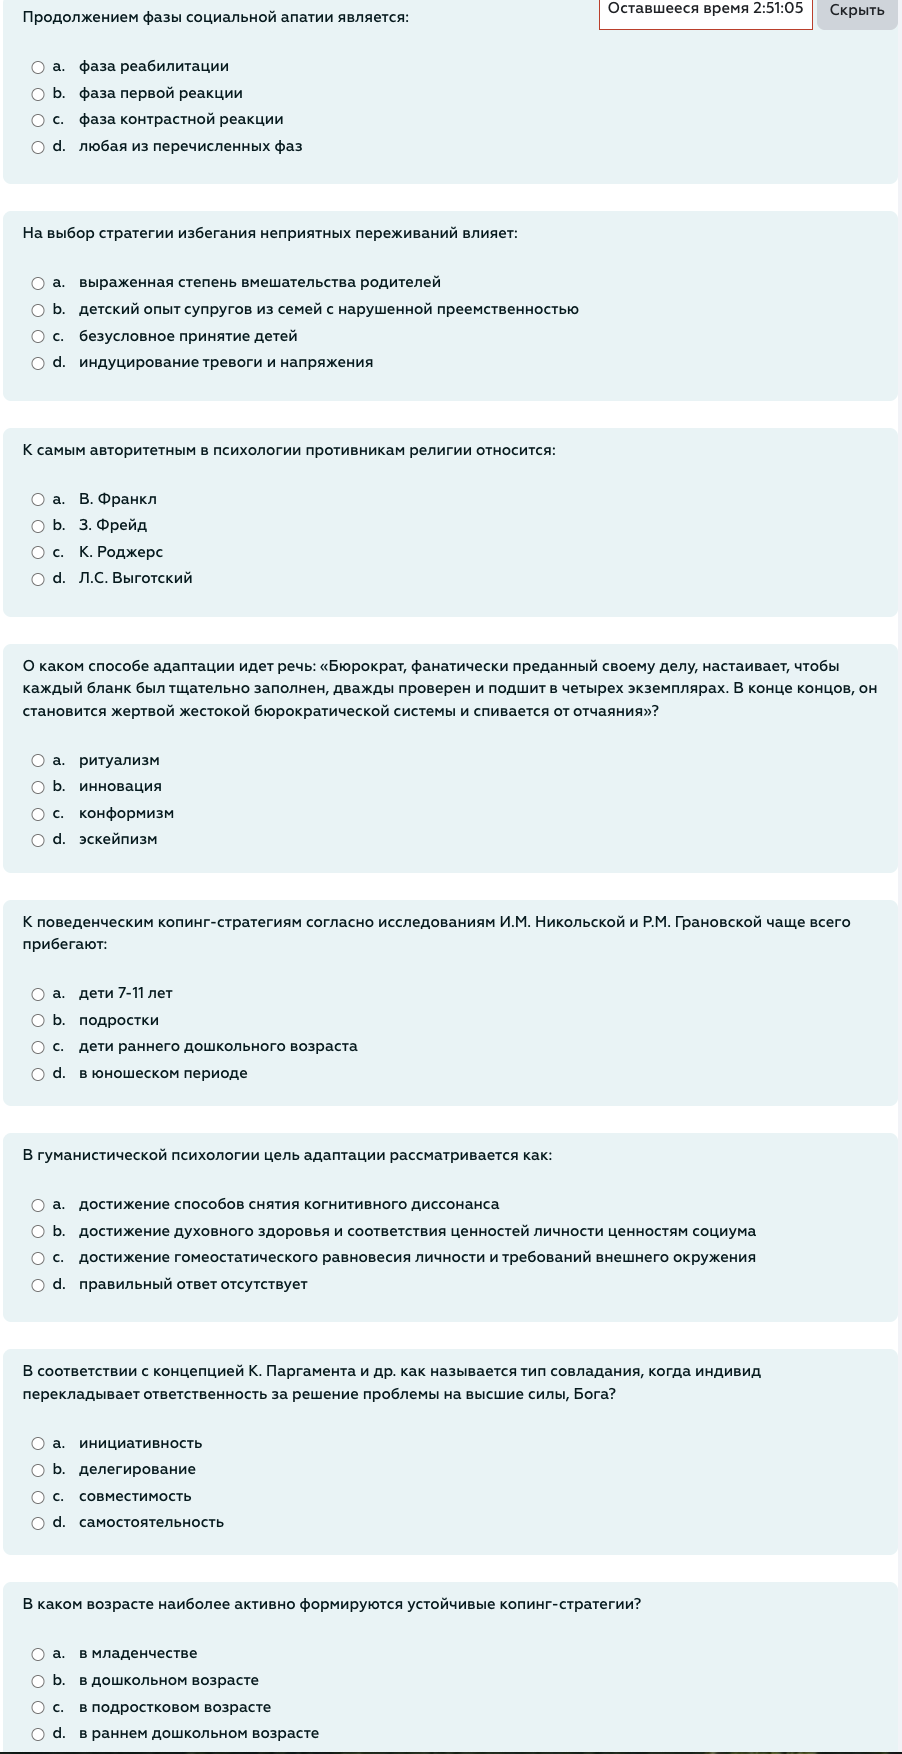 Продолжением фазы социальной апатии является:
Оставшееся время 2:51:05
Скрыть
a. фаза реабилитации
b. фаза первой реакции
c. фаза контрастной реакции
d. любая из перечисленных фаз
На выбор стратегии избегания неприятных переживаний влияет:
a. выраженная степень вмешательства родителей
b. детский опыт супругов из семей с нарушенной преемственностью
c. безусловное принятие детей
d. индуцирование тревоги и напряжения
К самым авторитетным в психологии противникам религии относится:
a. В. Франкл
b. З. Фрейд
c. К. Роджерс
d. Л.С. Выготский
О каком способе адаптации идет речь: «Бюрократ, фанатически преданный своему делу, настаивает, чтобы
каждый бланк был тщательно заполнен, дважды проверен и подшит в четырех экземплярах. В конце концов, он
становится жертвой жестокой бюрократической системы и спивается от отчаяния»?
a. ритуализм
b. инновация
c. конформизм
d. эскейпизм
К поведенческим копинг-стратегиям согласно исследованиям И.М. Никольской и Р.М. Грановской чаще всего
прибегают:
a. дети 7-11 лет
b. подростки
c. дети раннего дошкольного возраста
d. в юношеском периоде
В гуманистической психологии цель адаптации рассматривается как:
a. достижение способов снятия когнитивного диссонанса
b. достижение духовного здоровья и соответствия ценностей личности ценностям социума
c. достижение гомеостатического равновесия личности и требований внешнего окружения
d. правильный ответ отсутствует
В соответствии с концепцией К. Паргамента и др. как называется тип совладания, когда индивид
перекладывает ответственность за решение проблемы на высшие силы, Бога?
a. инициативность
b. делегирование
c. совместимость
d. самостоятельность
В каком возрасте наиболее активно формируются устойчивые копинг-стратегии?
a. в младенчестве
b. в дошкольном возрасте
c. в подростковом возрасте
d. в раннем дошкольном возрасте